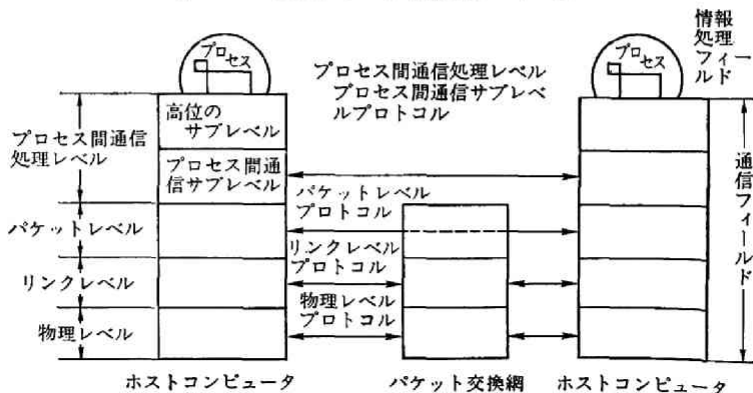 情報
処理
フィー
ルド
プロセス
プロセス
プロセス間通信処理レベル
プロセス間通信サブレベ
ルプロトコル
高位の
サブレベル
プロセス間通信
処理レベル
プロセス間通
信サブレベル
通信フィールド
パケットレベル
プロトコル
パケットレベル
リンクレベル
プロトコル
リンクレベル
物理レベル
プロトコル
物理レベル
ホストコンピュータ
パケット交換網
ホストコンピュータ